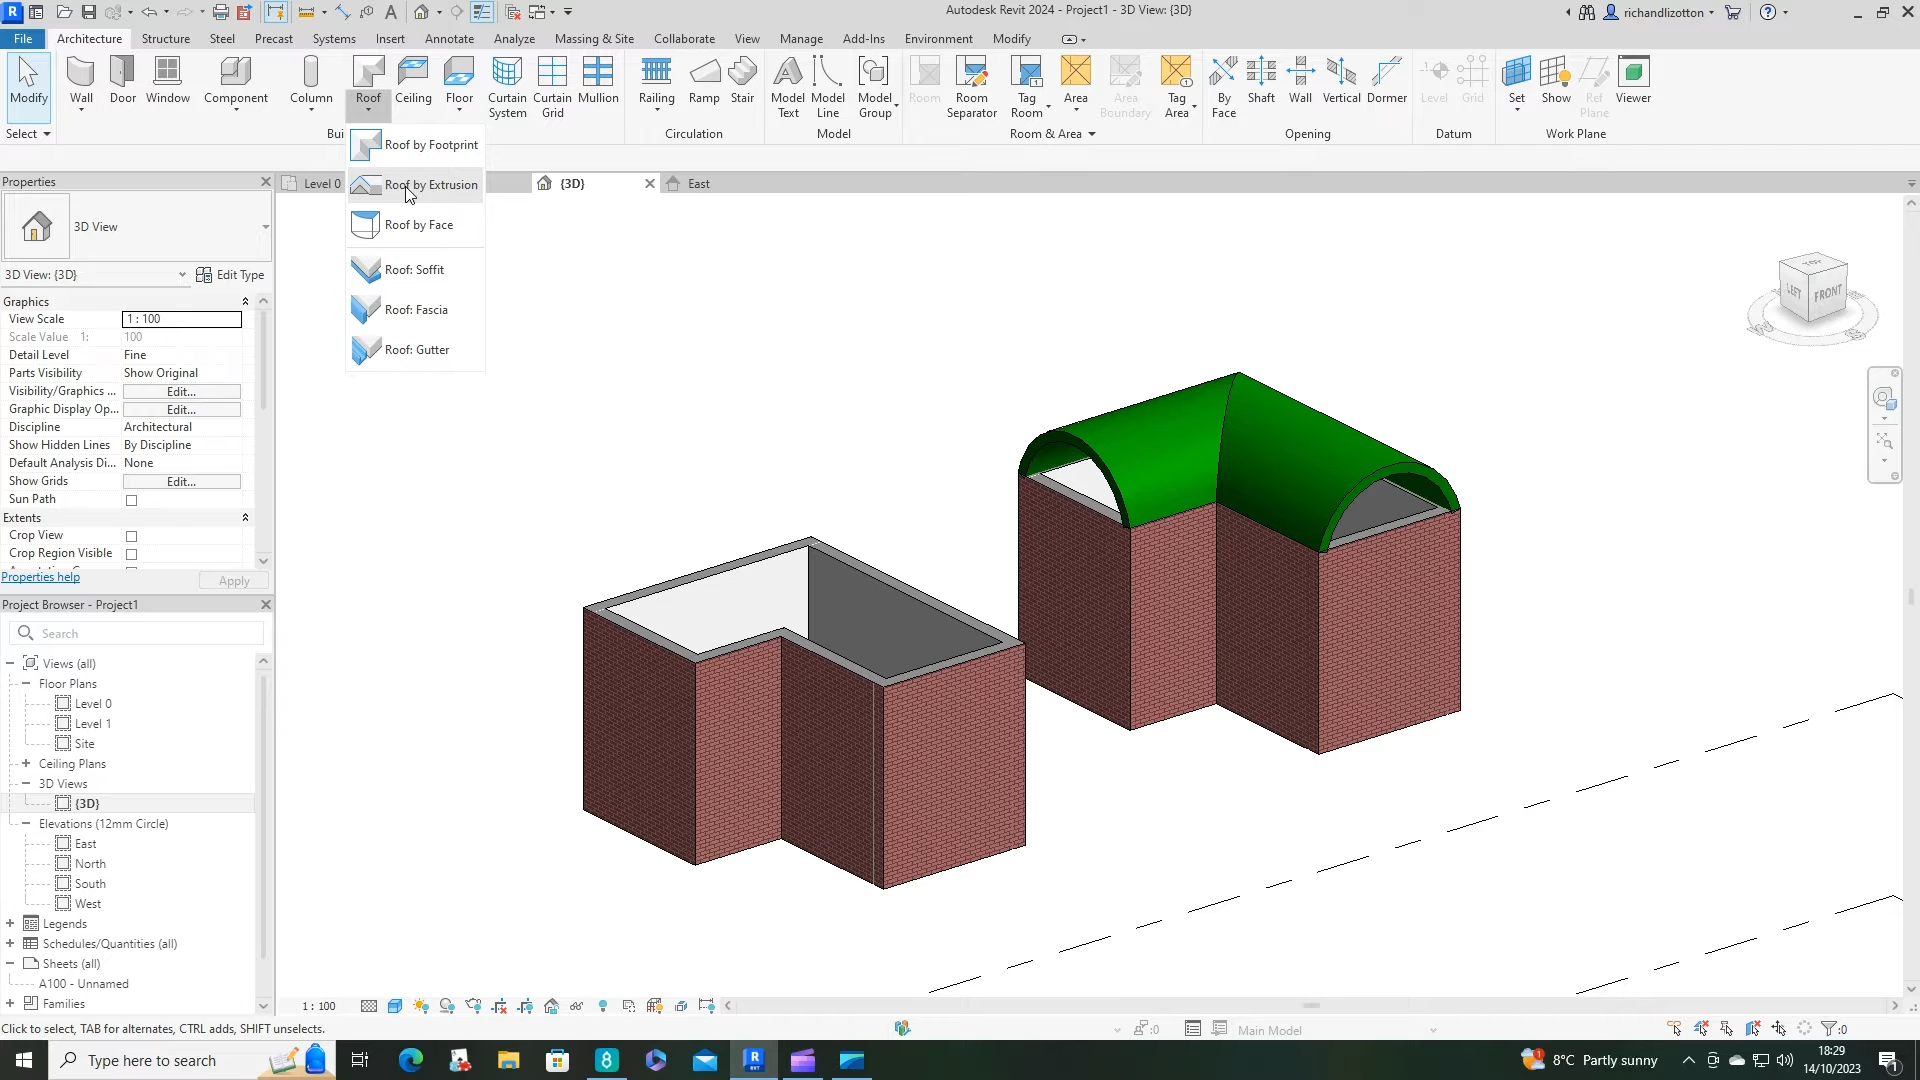 Autodesk Revit 2024 - Project1 - 3D View: {3D}
richandlizotton
File Architecture Structure Steel Precast Systems Insert Annotate Analyze Massing & Site Collaborate View Manage Add-Ins Environment Modify
Modify Wall Door Window Component Column Roof Ceiling Floor Curtain System Curtain Grid Mullion Railing Ramp Stair Model Text Model Line Model Group Room Room Separator Tag Room Area Area Boundary Tag Area By Face Shaft Wall Vertical Dormer Level Grid Set Show Ref Plane Viewer
Select Bui Circulation Model Room & Area Opening Datum Work Plane
Roof by Footprint
Roof by Extrusion
Roof by Face
Roof: Soffit
Roof: Fascia
Roof: Gutter
Level 0 {3D} East
Properties
3D View
3D View: {3D} Edit Type
Graphics
View Scale 1 : 100
Scale Value 1: 100
Detail Level Fine
Parts Visibility Show Original
Visibility/Graphics ... Edit...
Graphic Display Op... Edit...
Discipline Architectural
Show Hidden Lines By Discipline
Default Analysis Di... None
Show Grids Edit...
Sun Path
Extents
Crop View
Crop Region Visible
Properties help Apply
Project Browser - Project1
Search
Views (all)
Floor Plans
Level 0
Level 1
Site
Ceiling Plans
3D Views
{3D}
Elevations (12mm Circle)
East
North
South
West
Legends
Schedules/Quantities (all)
Sheets (all)
A100 - Unnamed
Families
TOP
LEFT FRONT
W S
1 : 100
Click to select, TAB for alternates, CTRL adds, SHIFT unselects.
:0 Main Model :0
Type here to search
8°C Partly sunny
18:29
14/10/2023